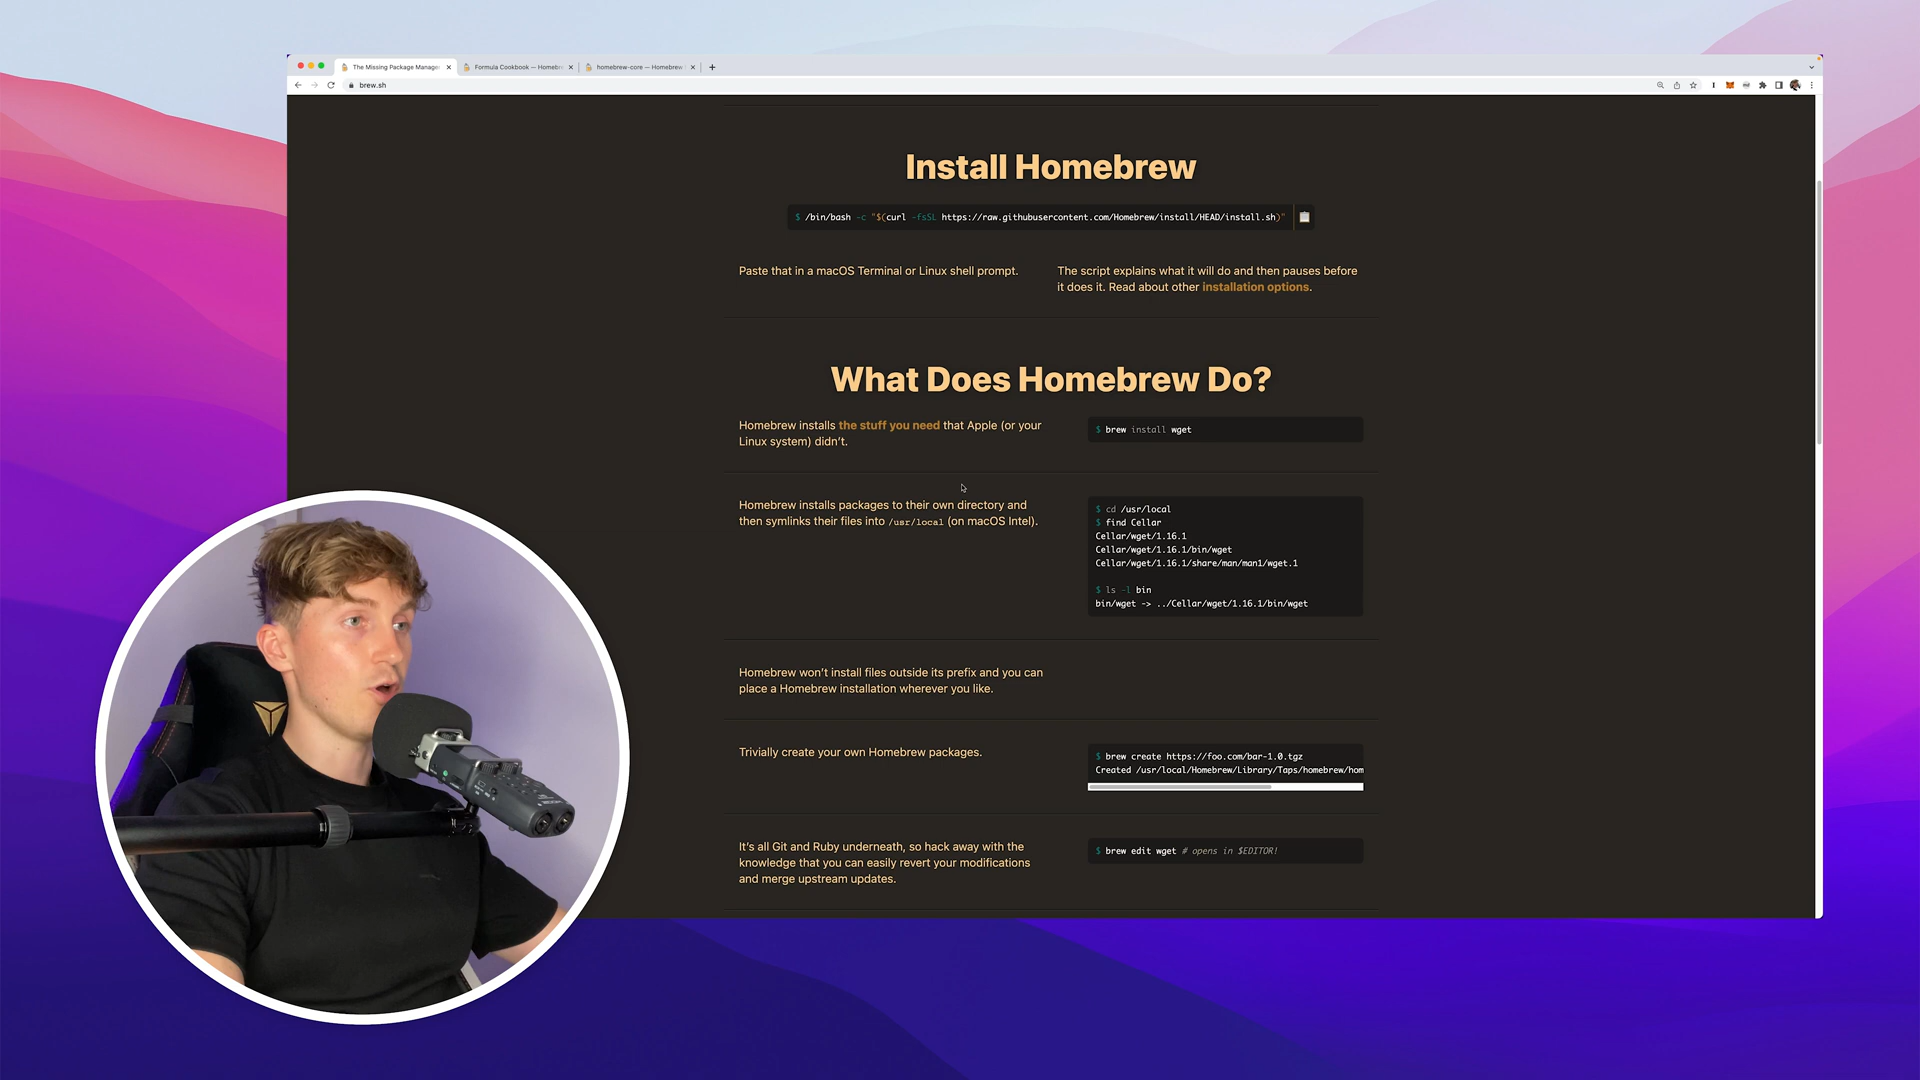 The Missing Package Manage
Formula Cookbook — Homebr
homebrew-core — Homebrew
brew.sh
Install Homebrew
$ /bin/bash -c "$(curl -fsSL https://raw.githubusercontent.com/Homebrew/install/HEAD/install.sh)"
Paste that in a macOS Terminal or Linux shell prompt.
The script explains what it will do and then pauses before
it does it. Read about other installation options.
What Does Homebrew Do?
Homebrew installs the stuff you need that Apple (or your
Linux system) didn’t.
$ brew install wget
Homebrew installs packages to their own directory and
then symlinks their files into /usr/local (on macOS Intel).
$ cd /usr/local
$ find Cellar
Cellar/wget/1.16.1
Cellar/wget/1.16.1/bin/wget
Cellar/wget/1.16.1/share/man/man1/wget.1
$ ls -l bin
bin/wget -> ../Cellar/wget/1.16.1/bin/wget
Homebrew won’t install files outside its prefix and you can
place a Homebrew installation wherever you like.
Trivially create your own Homebrew packages.
$ brew create https://foo.com/bar-1.0.tgz
Created /usr/local/Homebrew/Library/Taps/homebrew/hom
It’s all Git and Ruby underneath, so hack away with the
knowledge that you can easily revert your modifications
and merge upstream updates.
$ brew edit wget # opens in $EDITOR!